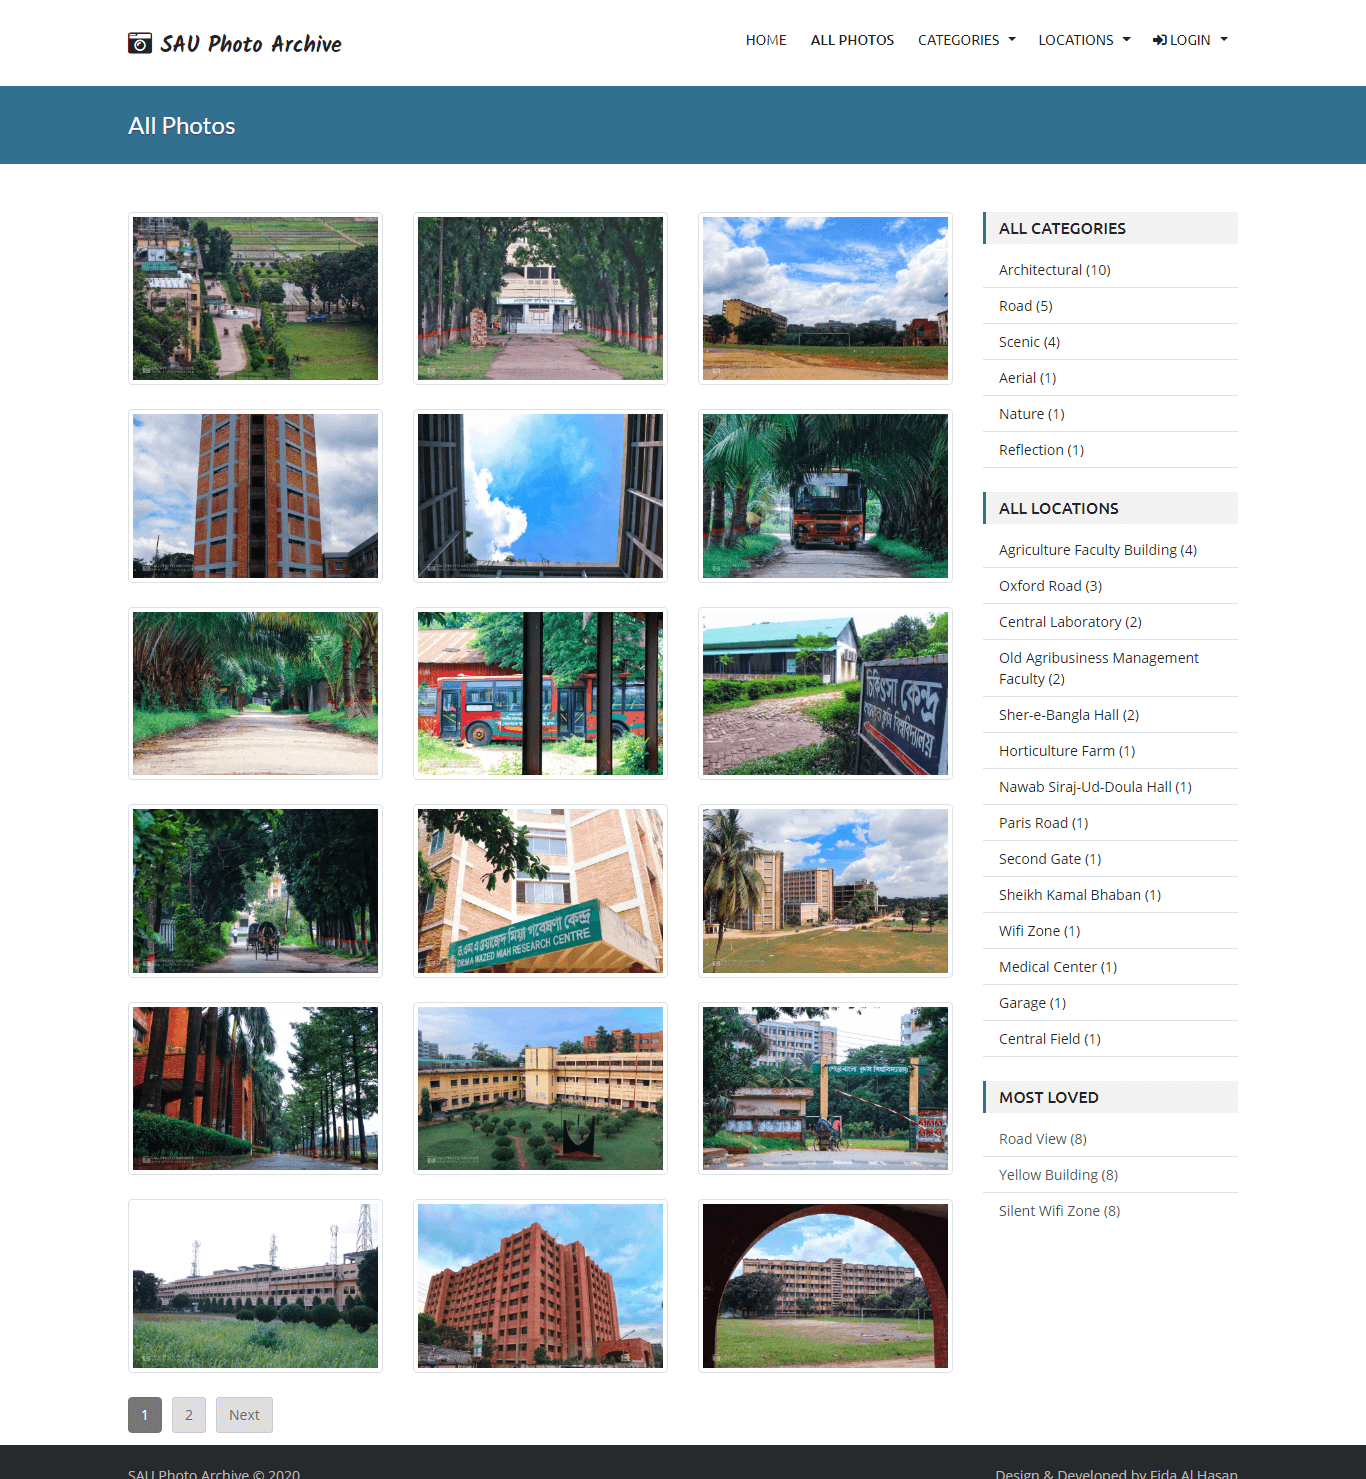 SAU Photo Archive
HOME
ALL PHOTOS
CATEGORIES
LOCATIONS
LOGIN
All Photos
চিকিৎসা কেন্দ্র
ড.এম এ ওয়াজেদ মিয়া গবেষণা কেন্দ্র
DR.M A WAZED MIAH RESEARCH CENTRE
1
2
Next
ALL CATEGORIES
Architectural (10)
Road (5)
Scenic (4)
Aerial (1)
Nature (1)
Reflection (1)
ALL LOCATIONS
Agriculture Faculty Building (4)
Oxford Road (3)
Central Laboratory (2)
Old Agribusiness Management
Faculty (2)
Sher-e-Bangla Hall (2)
Horticulture Farm (1)
Nawab Siraj-Ud-Doula Hall (1)
Paris Road (1)
Second Gate (1)
Sheikh Kamal Bhaban (1)
Wifi Zone (1)
Medical Center (1)
Garage (1)
Central Field (1)
MOST LOVED
Road View (8)
Yellow Building (8)
Silent Wifi Zone (8)
SAU Photo Archive © 2020
Design & Developed by Fida Al Hasan